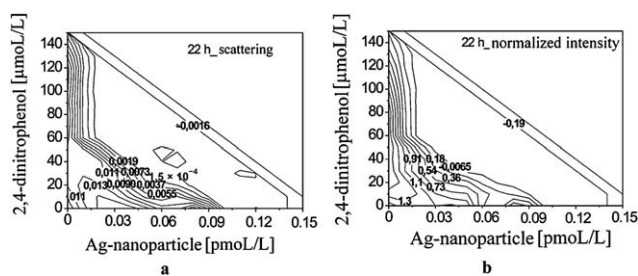 22 h_scattering
2,4-dinitrophenol [µmoL/L]
140
120
100
80
60
40
20
0
-0.0016
0,0019
0,011 0,0073
1,5 × 10⁻⁴
0,013 0,0090 0,0037
0,0055
,011
0.00 0.03 0.06 0.09 0.12 0.15
Ag-nanoparticle [pmoL/L]
a
22 h_normalized intensity
2,4-dinitrophenol [µmoL/L]
140
120
100
80
60
40
20
0
-0,19
0,91 0,18
0,54 -0,0065
0,36
1,1 0,73
1,3
0.00 0.03 0.06 0.09 0.12 0.15
Ag-nanoparticle [pmoL/L]
b